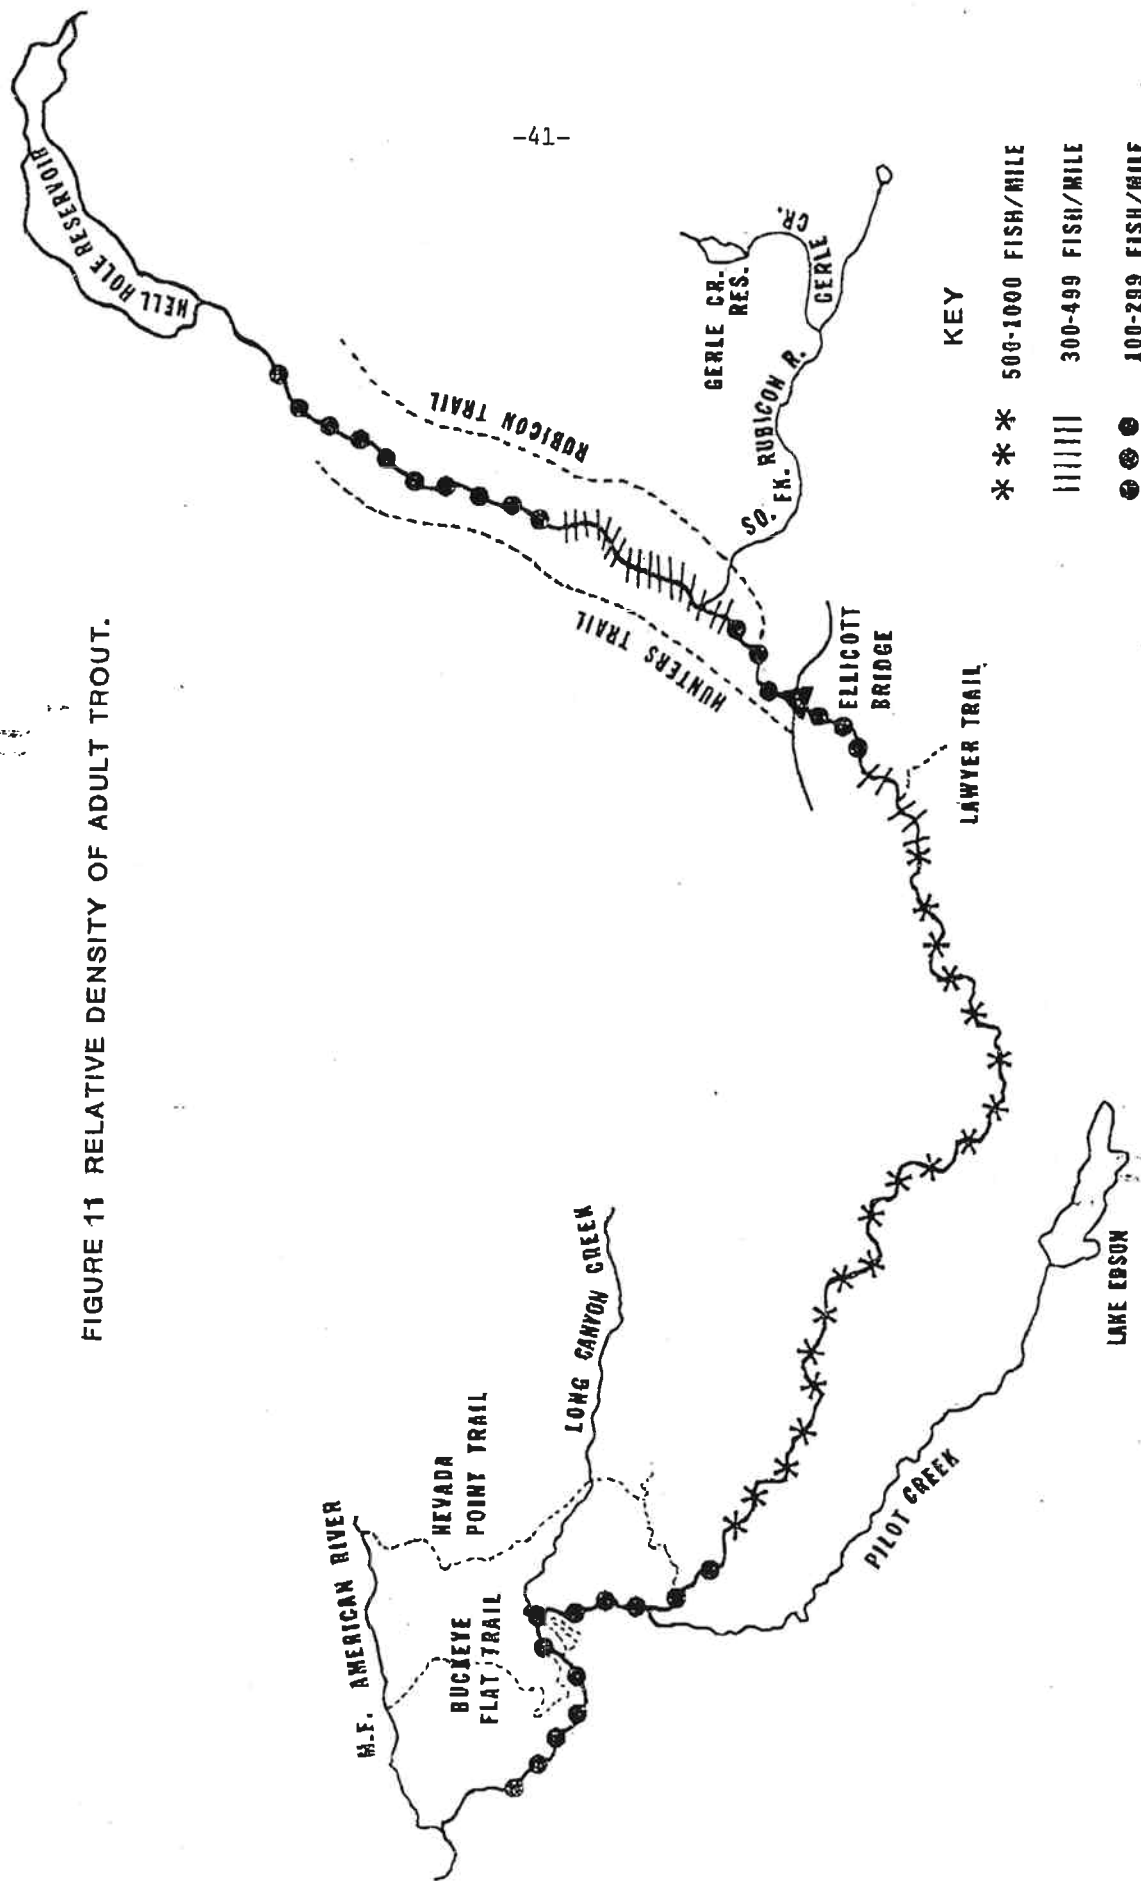 -41-
FIGURE 11 RELATIVE DENSITY OF ADULT TROUT.
HELL HOLE RESERVOIR
RUBICON TRAIL
HUNTERS TRAIL
GERLE CR.
RES.
GERLE CR.
SO. FK. RUBICON R.
ELLICOTT
BRIDGE
LAWYER TRAIL
M.F. AMERICAN RIVER
NEVADA
POINT TRAIL
BUCKEYE
FLAT TRAIL
LONG CANYON CREEK
PILOT CREEK
LAKE EDSON
KEY
500-1000 FISH/MILE
300-499 FISH/MILE
100-299 FISH/MILE